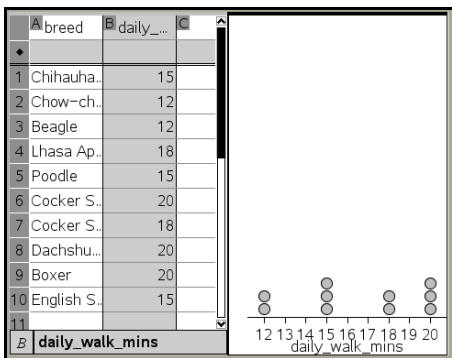 A breed B daily_... C
◆
1 Chihauha.. 15
2 Chow-ch.. 12
3 Beagle 12
4 Lhasa Ap.. 18
5 Poodle 15
6 Cocker S.. 20
7 Cocker S.. 18
8 Dachshu... 20
9 Boxer 20
10 English S.. 15
11
B daily_walk_mins
12 13 14 15 16 17 18 19 20
daily_walk_mins